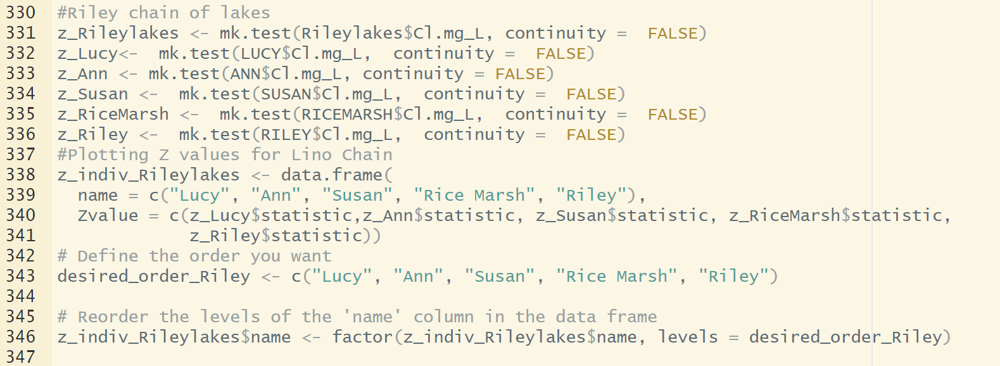 330 #Riley chain of lakes
331 z_Rileylakes <- mk.test(Rileylakes$Cl.mg_L, continuity =  FALSE)
332 z_Lucy<-  mk.test(LUCY$Cl.mg_L,  continuity =  FALSE)
333 z_Ann <- mk.test(ANN$Cl.mg_L, continuity = FALSE)
334 z_Susan <-  mk.test(SUSAN$Cl.mg_L,  continuity =  FALSE)
335 z_RiceMarsh <-  mk.test(RICEMARSH$Cl.mg_L,  continuity =  FALSE)
336 z_Riley <-  mk.test(RILEY$Cl.mg_L,  continuity =  FALSE)
337 #Plotting Z values for Lino Chain
338 z_indiv_Rileylakes <- data.frame(
339   name = c("Lucy", "Ann", "Susan", "Rice Marsh", "Riley"),
340   Zvalue = c(z_Lucy$statistic,z_Ann$statistic, z_Susan$statistic, z_RiceMarsh$statistic,
341              z_Riley$statistic))
342 # Define the order you want
343 desired_order_Riley <- c("Lucy", "Ann", "Susan", "Rice Marsh", "Riley")
344
345 # Reorder the levels of the 'name' column in the data frame
346 z_indiv_Rileylakes$name <- factor(z_indiv_Rileylakes$name, levels = desired_order_Riley)
347